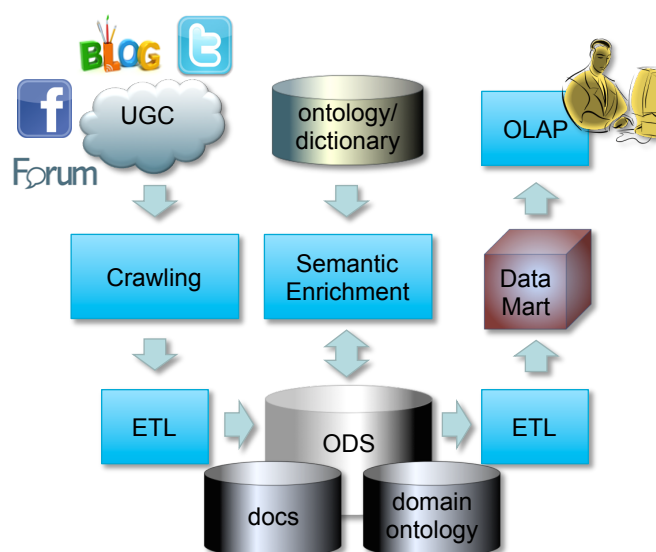 BLOG
UGC
Forum
ontology/
dictionary
OLAP
Crawling
Semantic
Enrichment
Data
Mart
ETL
ODS
ETL
docs
domain
ontology